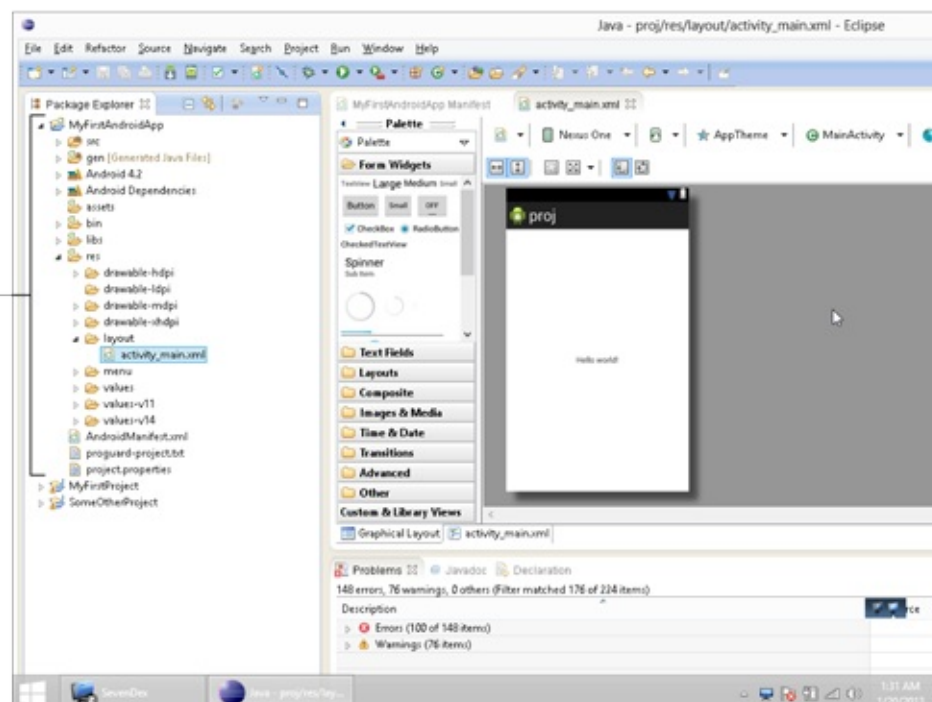 Java - proj/res/layout/activity_main.xml - Eclipse
File Edit Refactor Source Navigate Search Project Run Window Help
Package Explorer
MyFirstAndroidApp
src
gen [Generated Java Files]
Android 4.2
Android Dependencies
assets
bin
libs
res
drawable-hdpi
drawable-ldpi
drawable-mdpi
drawable-xhdpi
layout
activity_main.xml
menu
values
values-v11
values-v14
AndroidManifest.xml
proguard-project.txt
project.properties
MyFirstProject
SomeOtherProject
MyFirstAndroidApp Manifest
activity_main.xml
Palette
Palette
Form Widgets
TextView Large Medium Small
Button Small OFF
CheckBox RadioButton
CheckedTextView
Spinner
Sub Item
Text Fields
Layouts
Composite
Images & Media
Time & Date
Transitions
Advanced
Other
Custom & Library Views
Nexus One AppTheme MainActivity
proj
Hello world!
Graphical Layout activity_main.xml
Problems Javadoc Declaration
148 errors, 76 warnings, 0 others (Filter matched 176 of 224 items)
Description
rce
Errors (100 of 148 items)
Warnings (76 items)
SevenDex
Java - proj/res/lay...
1:31 AM